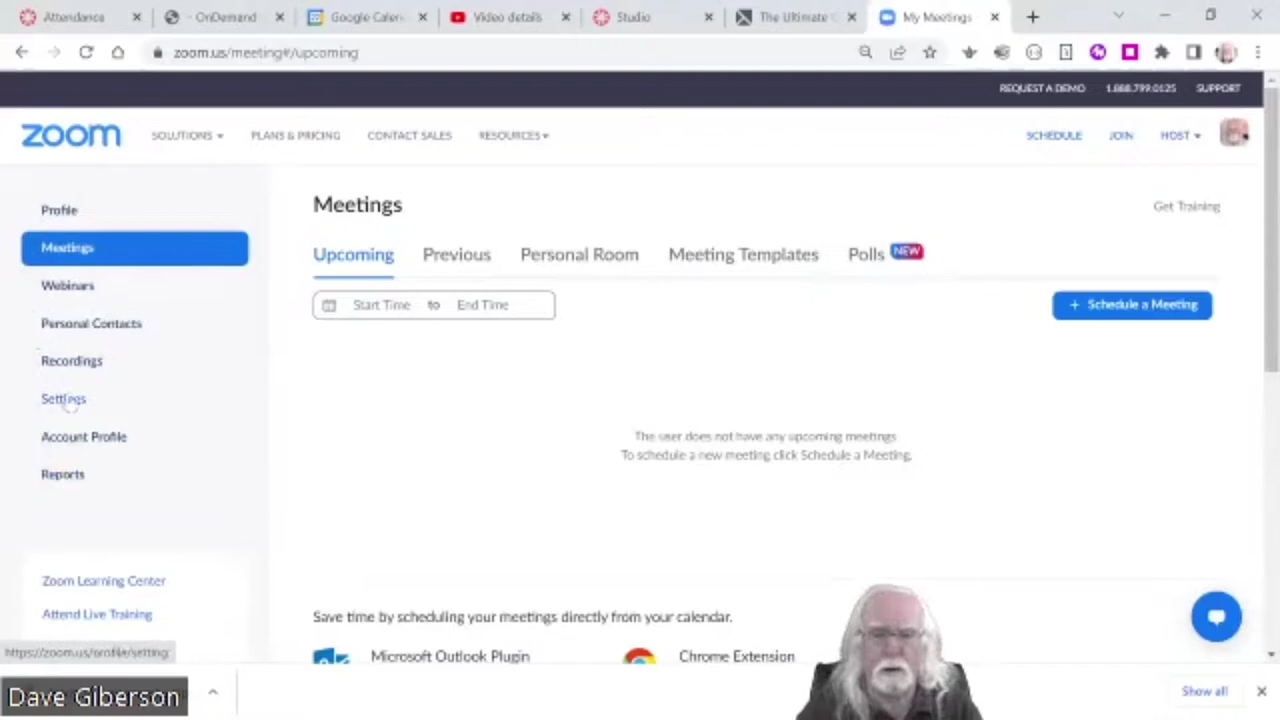 Attendance
- OnDemand
Google Calen
Video details
Studio
The Ultimate
My Meetings
zoom.us/meeting#/upcoming
REQUEST A DEMO
1.888.799.0125
SUPPORT
zoom
SOLUTIONS
PLANS & PRICING
CONTACT SALES
RESOURCES
SCHEDULE
JOIN
HOST
Profile
Meetings
Webinars
Personal Contacts
Recordings
Settings
Account Profile
Reports
Zoom Learning Center
Attend Live Training
Meetings
Get Training
Upcoming
Previous
Personal Room
Meeting Templates
Polls NEW
Start Time to End Time
+ Schedule a Meeting
The user does not have any upcoming meetings
To schedule a new meeting click Schedule a Meeting.
Save time by scheduling your meetings directly from your calendar.
Microsoft Outlook Plugin
Chrome Extension
https://zoom.us/profile/setting
Dave Giberson
Show all